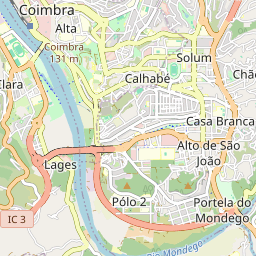 Coimbra
Alta
Coimbra
131 m
Solum
Calhabé
Chão
lara
Casa Branca
Alto de São
João
Lages
IC 3
Pólo 2
Portela do
Mondego
Rio Mondego